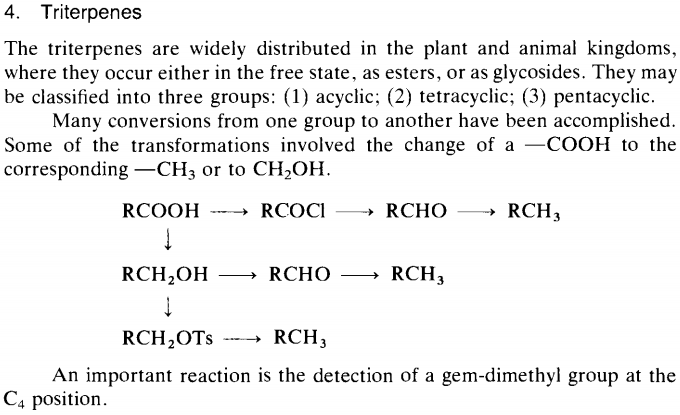 4. Triterpenes
The triterpenes are widely distributed in the plant and animal kingdoms,
where they occur either in the free state, as esters, or as glycosides. They may
be classified into three groups: (1) acyclic; (2) tetracyclic; (3) pentacyclic.
Many conversions from one group to another have been accomplished.
Some of the transformations involved the change of a —COOH to the
corresponding —CH₃ or to CH₂OH.
RCOOH ⟶ RCOCl ⟶ RCHO ⟶ RCH₃
↓
RCH₂OH ⟶ RCHO ⟶ RCH₃
↓
RCH₂OTs ⟶ RCH₃
An important reaction is the detection of a gem-dimethyl group at the
C₄ position.